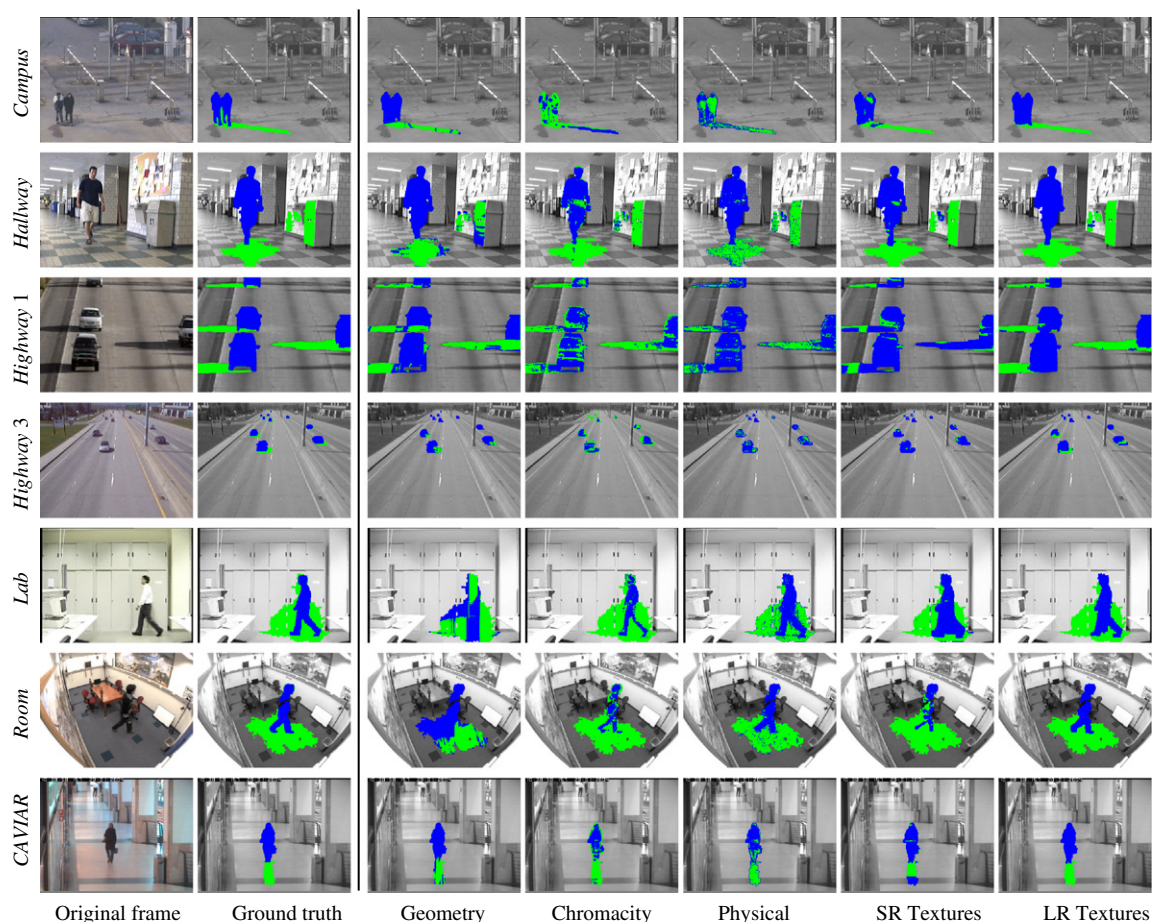 Campus
Hallway
Highway 1
Highway 3
Lab
Room
CAVIAR
Original frame Ground truth Geometry Chromacity Physical SR Textures LR Textures